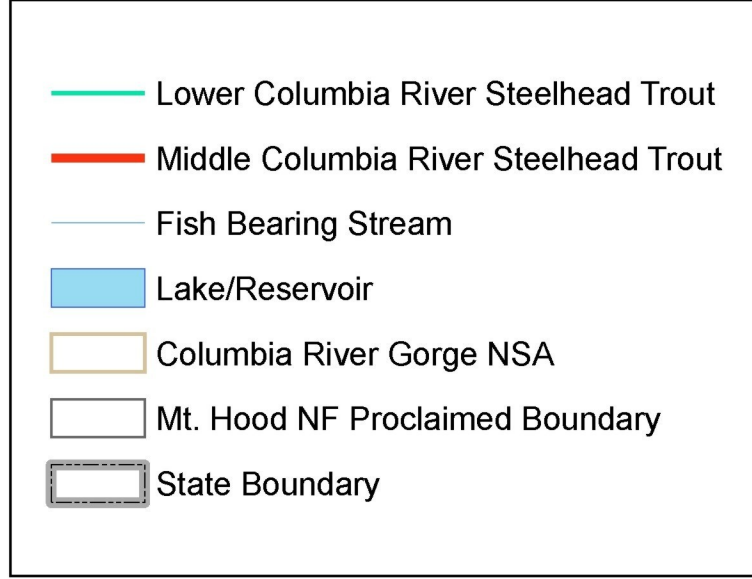 Lower Columbia River Steelhead Trout
Middle Columbia River Steelhead Trout
Fish Bearing Stream
Lake/Reservoir
Columbia River Gorge NSA
Mt. Hood NF Proclaimed Boundary
State Boundary